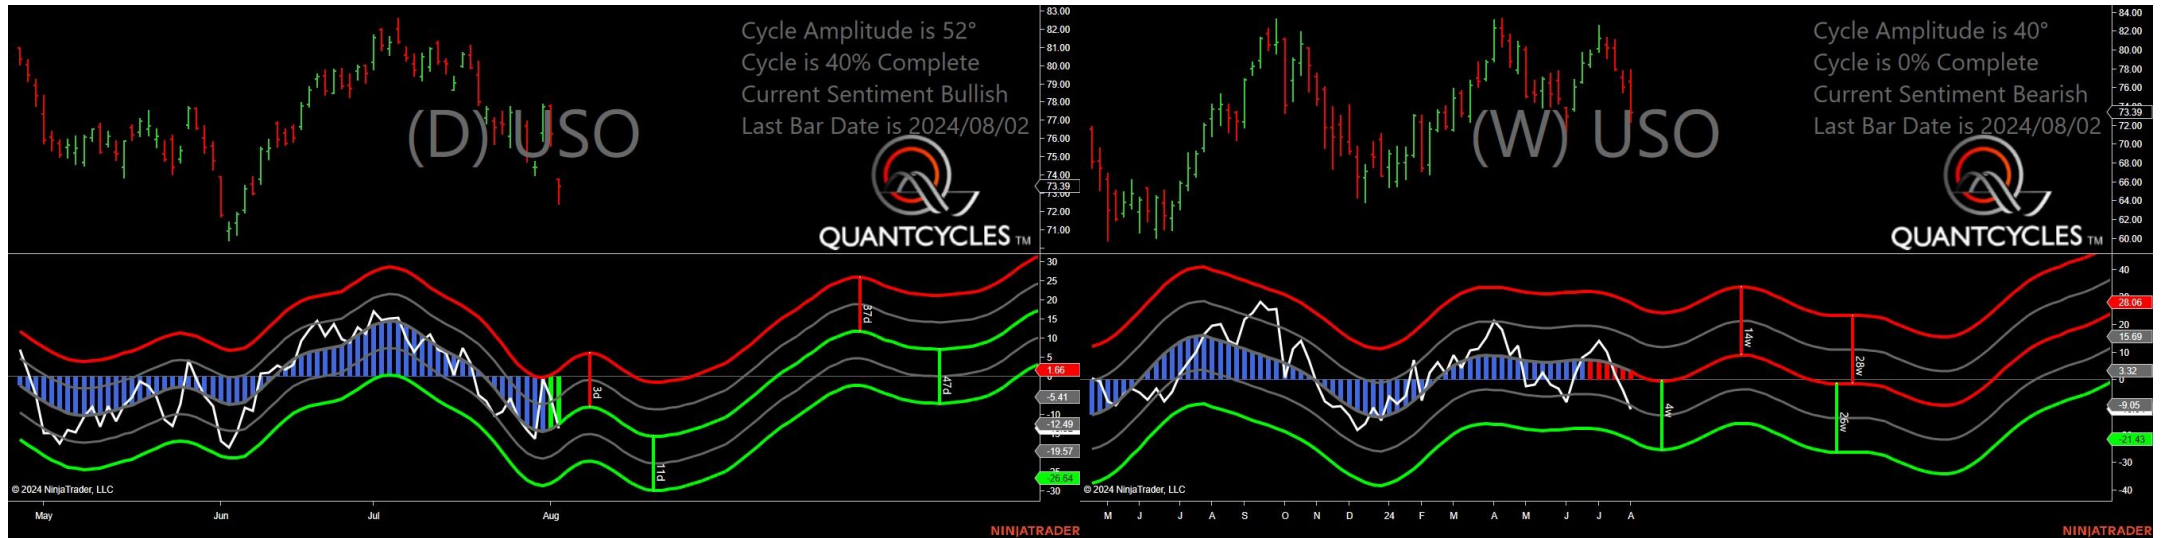 Cycle Amplitude is 52°
Cycle is 40% Complete
Current Sentiment Bullish
Last Bar Date is 2024/08/02
(D) USO
QUANTCYCLES TM
83.00
82.00
81.00
80.00
79.00
78.00
77.00
76.00
75.00
74.00
73.39
73.00
72.00
71.00
30
25
20
15
10
5
1.66
0
-5.41
-10
-12.49
-19.57
-26.64
-30
3d
11d
37d
47d
© 2024 NinjaTrader, LLC
May Jun Jul Aug
NINJATRADER
Cycle Amplitude is 40°
Cycle is 0% Complete
Current Sentiment Bearish
Last Bar Date is 2024/08/02
(W) USO
QUANTCYCLES TM
84.00
82.00
80.00
78.00
76.00
73.39
72.00
70.00
68.00
66.00
64.00
62.00
60.00
40
28.06
20
15.69
10
3.32
0
-9.05
-21.43
-30
-40
4w
14w
26w
28w
© 2024 NinjaTrader, LLC
M J J A S O N D 24 F M A M J J A
NINJATRADER